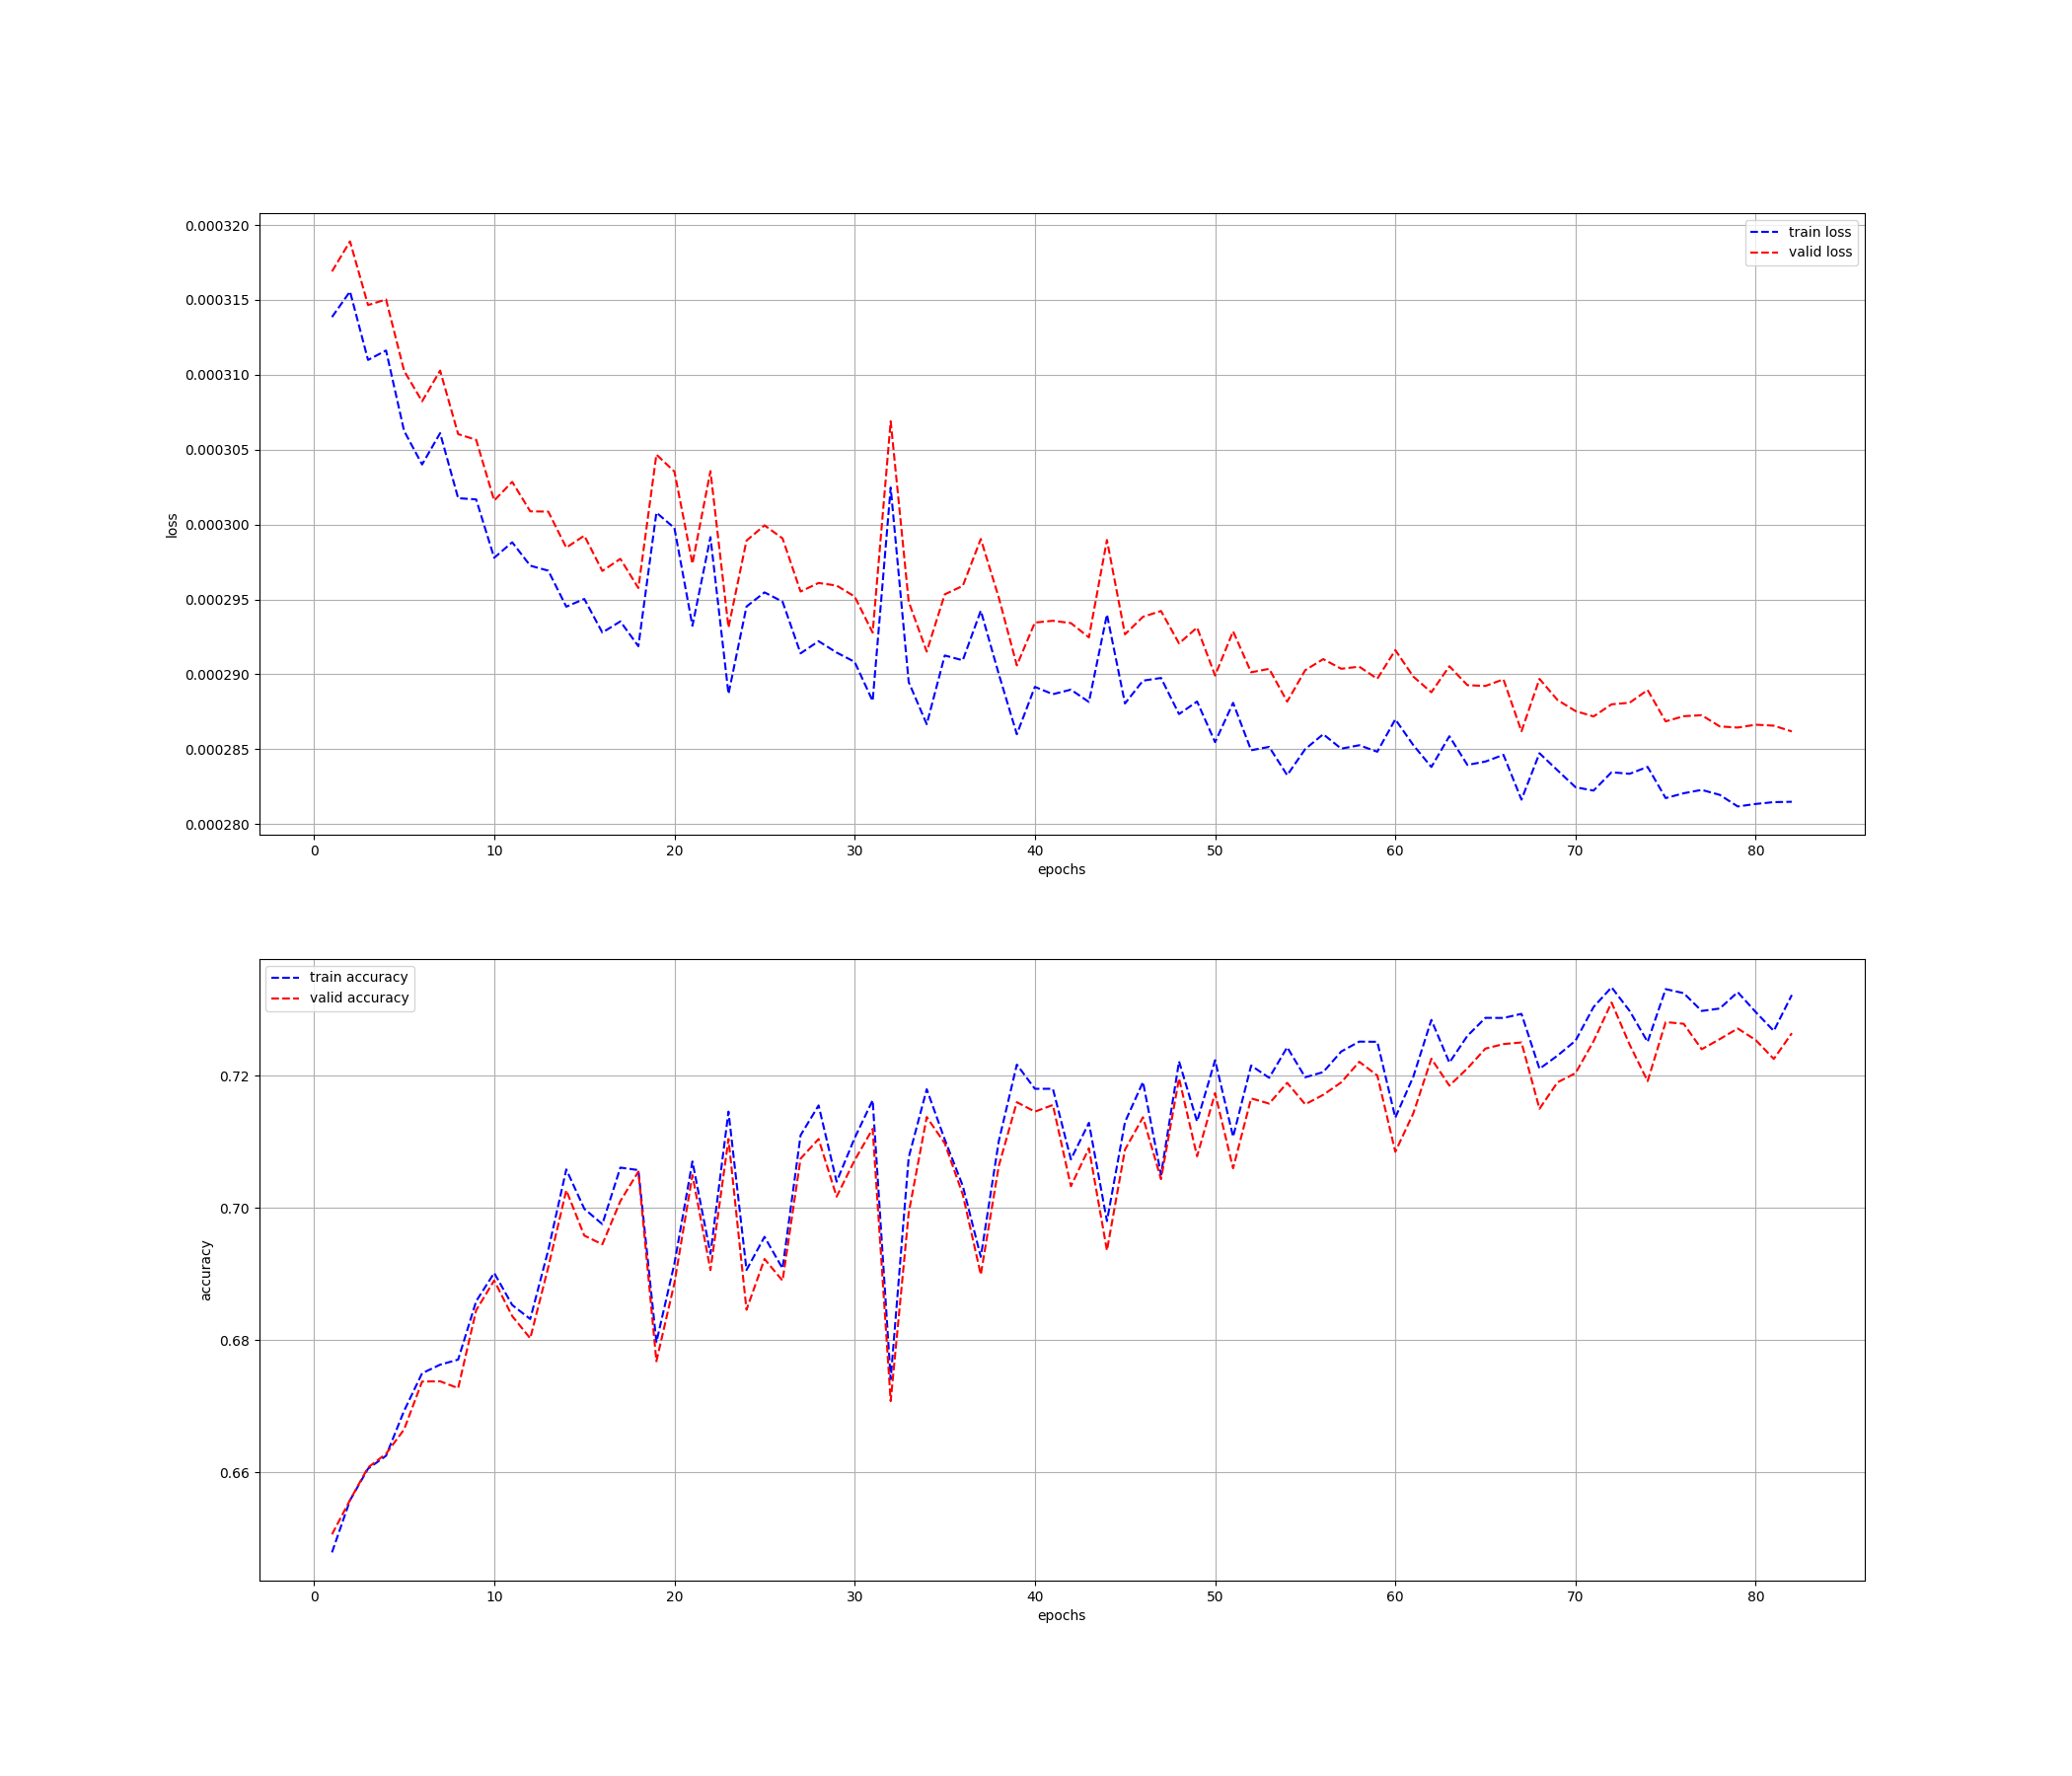 0.000320
0.000315
0.000310
0.000305
0.000300
0.000295
0.000290
0.000285
0.000280
loss
train loss
valid loss
0 10 20 30 40 50 60 70 80
epochs
train accuracy
valid accuracy
0.72
0.70
0.68
0.66
accuracy
0 10 20 30 40 50 60 70 80
epochs